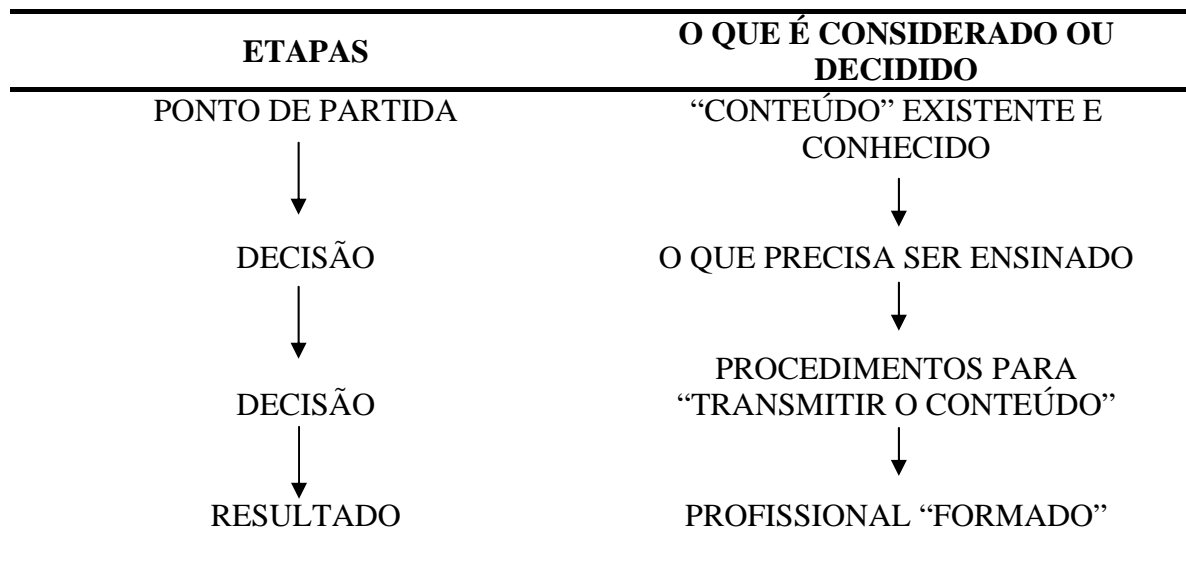 ETAPAS
O QUE É CONSIDERADO OU
DECIDIDO
PONTO DE PARTIDA
“CONTEÚDO” EXISTENTE E
CONHECIDO
DECISÃO
O QUE PRECISA SER ENSINADO
DECISÃO
PROCEDIMENTOS PARA
“TRANSMITIR O CONTEÚDO”
RESULTADO
PROFISSIONAL “FORMADO”